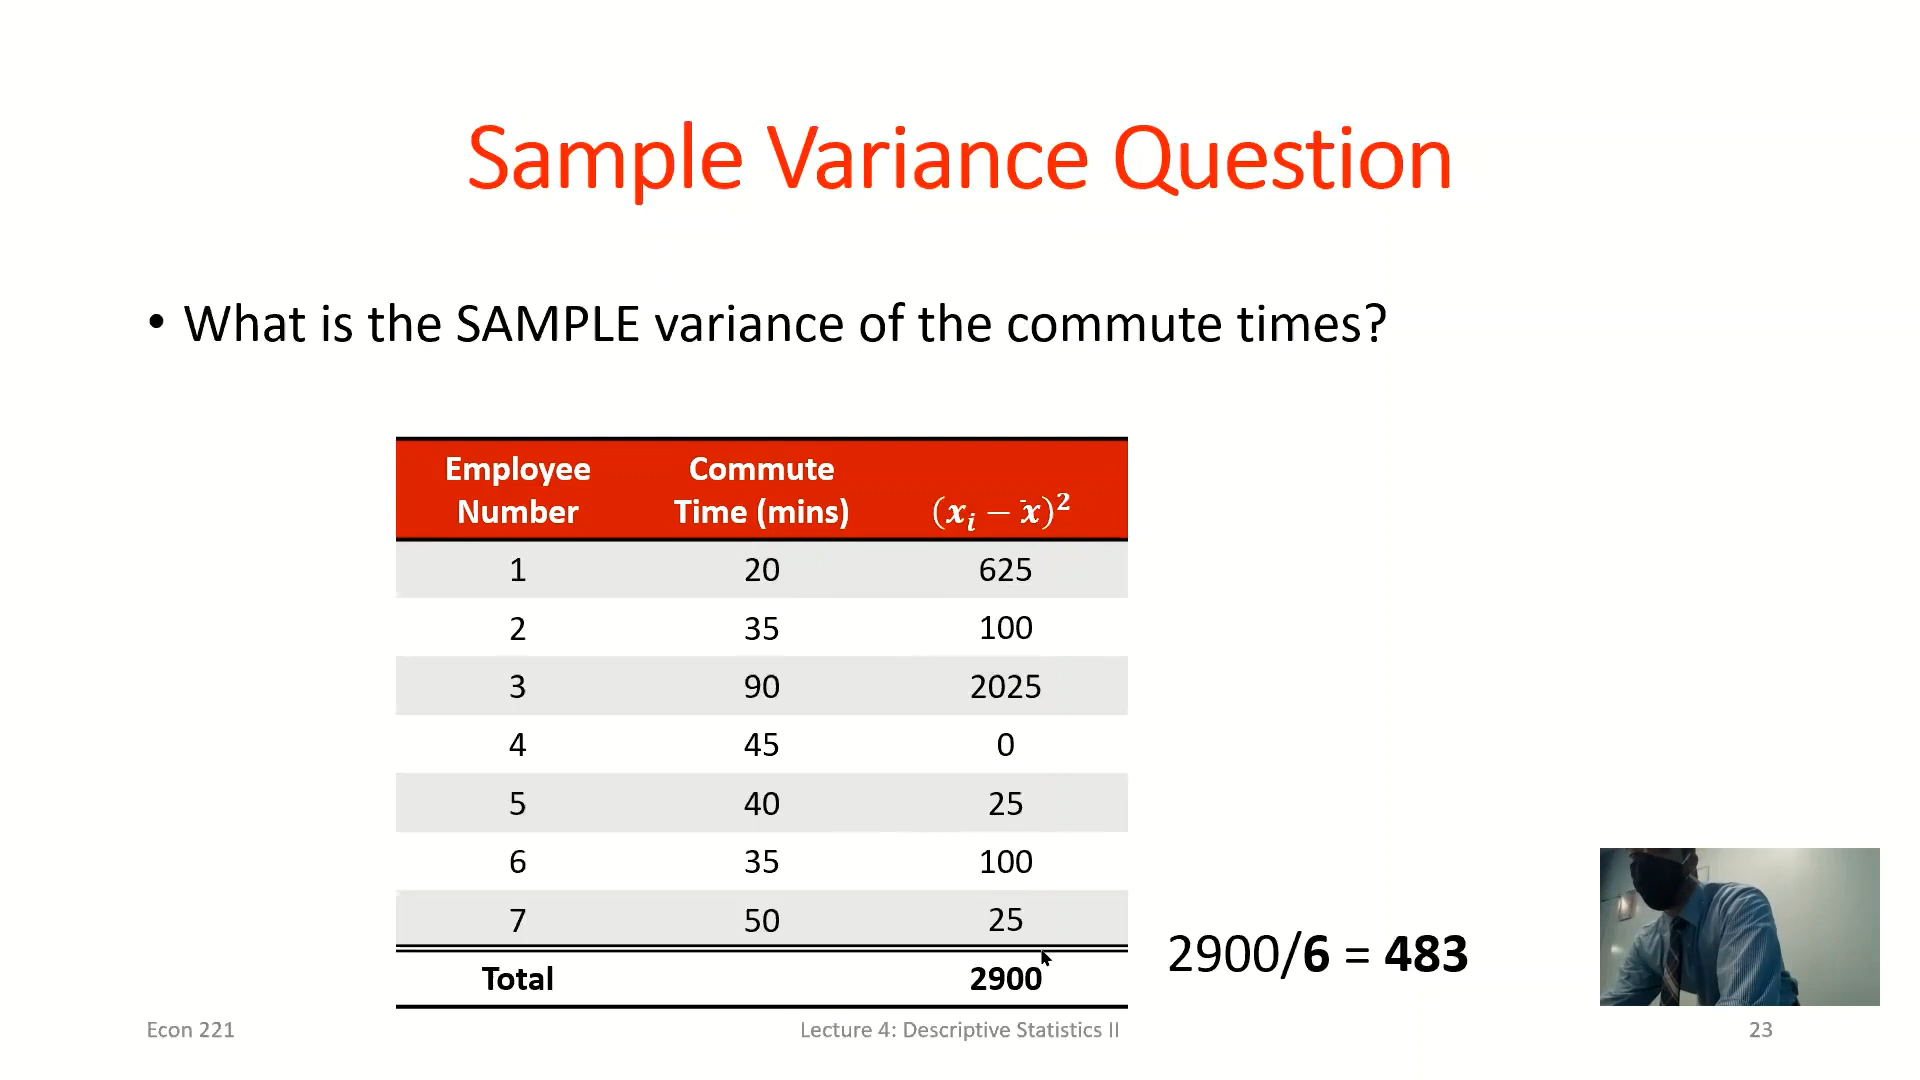 Sample Variance Question
• What is the SAMPLE variance of the commute times?
Employee Number Commute Time (mins) (xᵢ − x̄)²
1 20 625
2 35 100
3 90 2025
4 45 0
5 40 25
6 35 100
7 50 25
Total 2900
2900/6 = 483
Econ 221 Lecture 4: Descriptive Statistics II 23